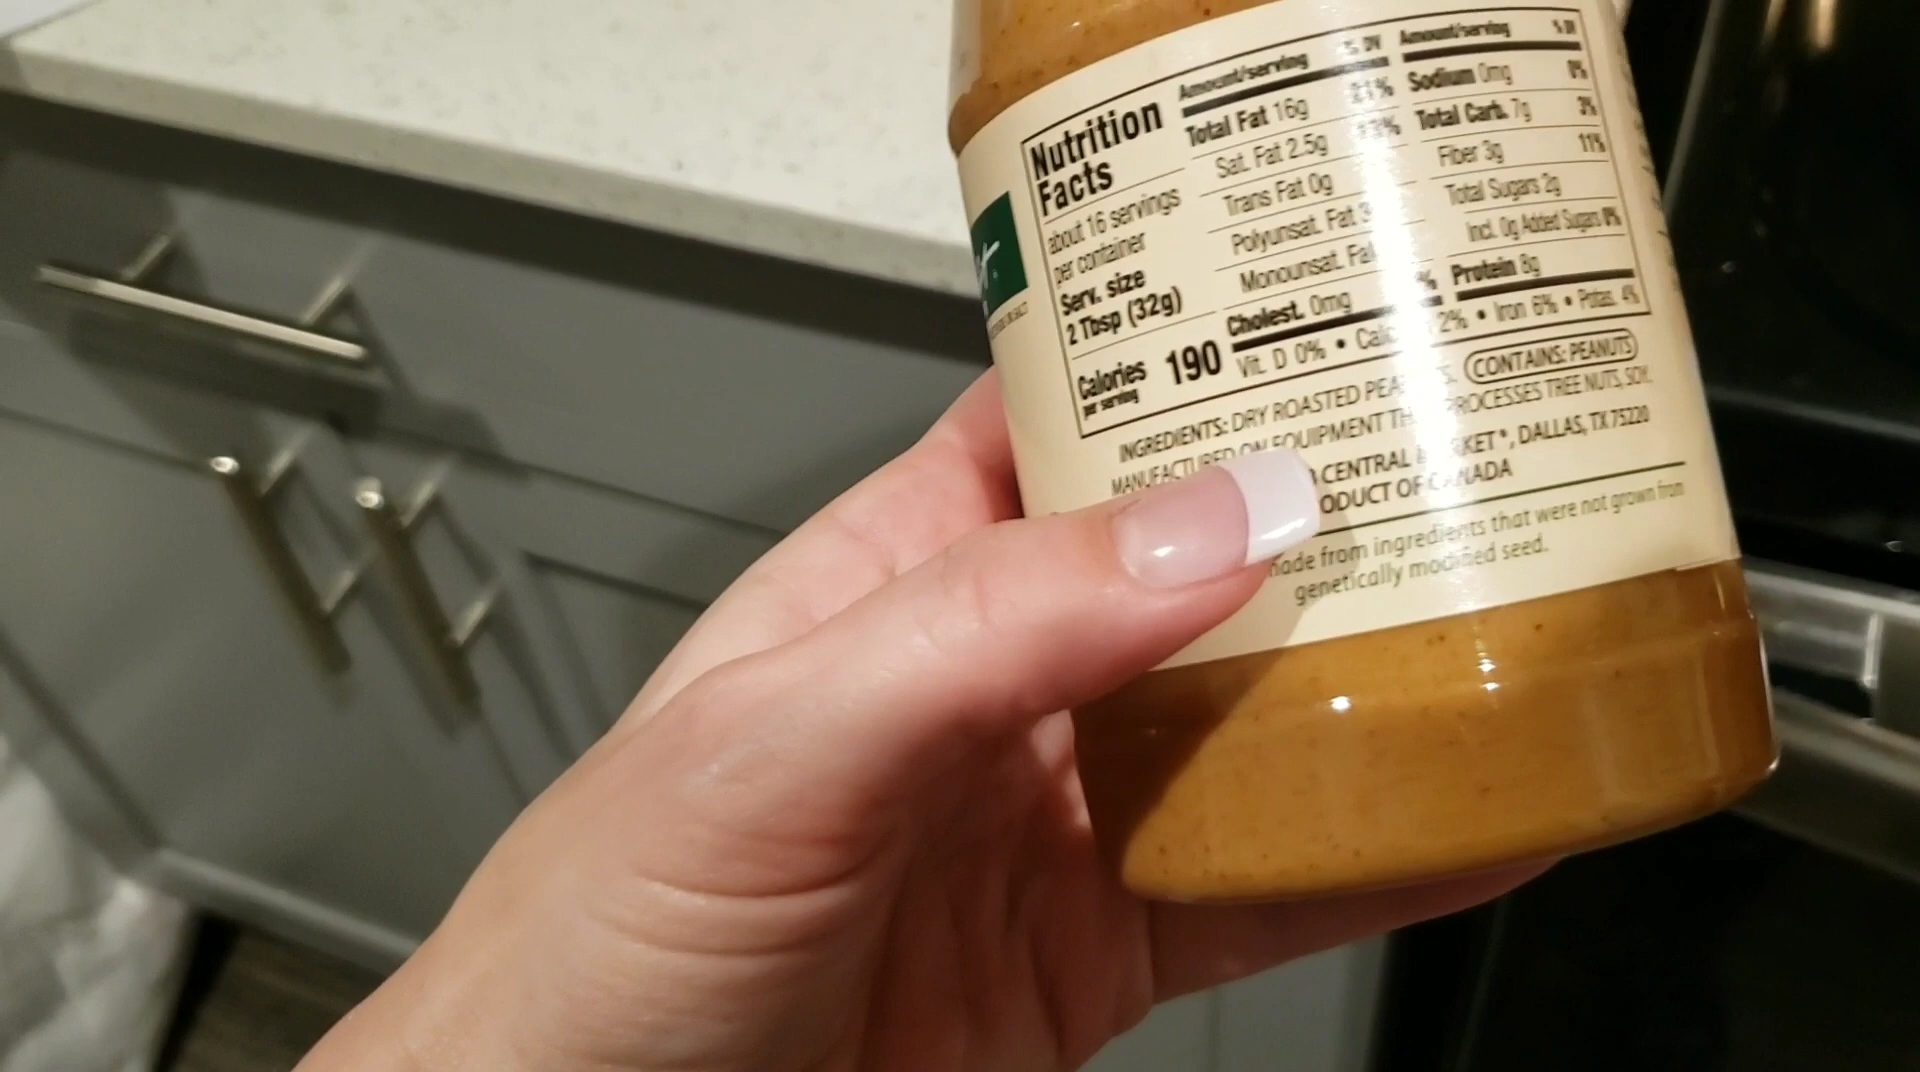 Nutrition
Facts
about 16 servings
per container
Serv. size
2 Tbsp (32g)
Calories 190
per serving
Amount/serving % DV
Total Fat 16g 21%
Sat. Fat 2.5g
Trans Fat 0g
Polyunsat. Fat
Monounsat. Fat
Cholest. 0mg %
Amount/serving % DV
Sodium 0mg 0%
Total Carb. 7g 3%
Fiber 3g 11%
Total Sugars 2g
Incl. 0g Added Sugars 0%
Protein 8g
Vit. D 0% • Calc 2% • Iron 6% • Potas. 4%
INGREDIENTS: DRY ROASTED PEA S. CONTAINS: PEANUTS
MANUFACTURED ON EQUIPMENT TH PROCESSES TREE NUTS, SOY.
CENTRAL KET®, DALLAS, TX 75220
ODUCT OF CANADA
made from ingredients that were not grown from
genetically modified seed.